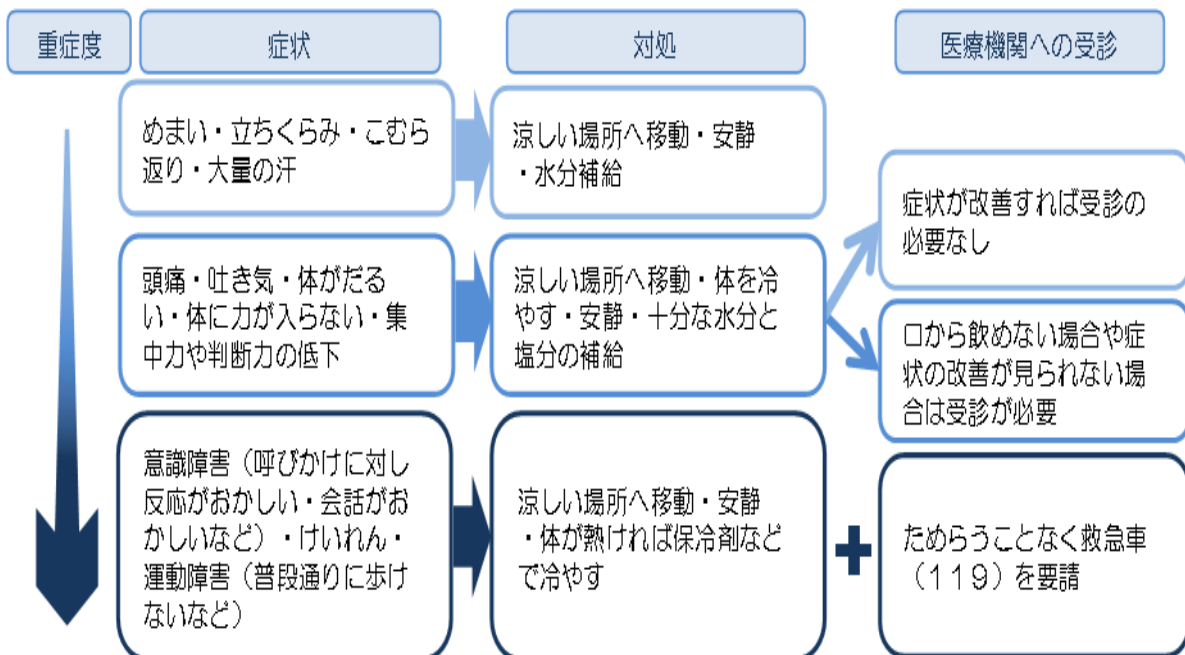 重症度
症状
対処
医療機関への受診
めまい・立ちくらみ・こむら
返り・大量の汗
涼しい場所へ移動・安静
・水分補給
症状が改善すれば受診の
必要なし
頭痛・吐き気・体がだる
い・体に力が入らない・集
中力や判断力の低下
涼しい場所へ移動・体を冷
やす・安静・十分な水分と
塩分の補給
口から飲めない場合や症
状の改善が見られない場
合は受診が必要
意識障害（呼びかけに対し
反応がおかしい・会話がお
かしいなど）・けいれん・
運動障害（普段通りに歩け
ないなど）
涼しい場所へ移動・安静
・体が熱ければ保冷剤など
で冷やす
ためらうことなく救急車
（１１９）を要請